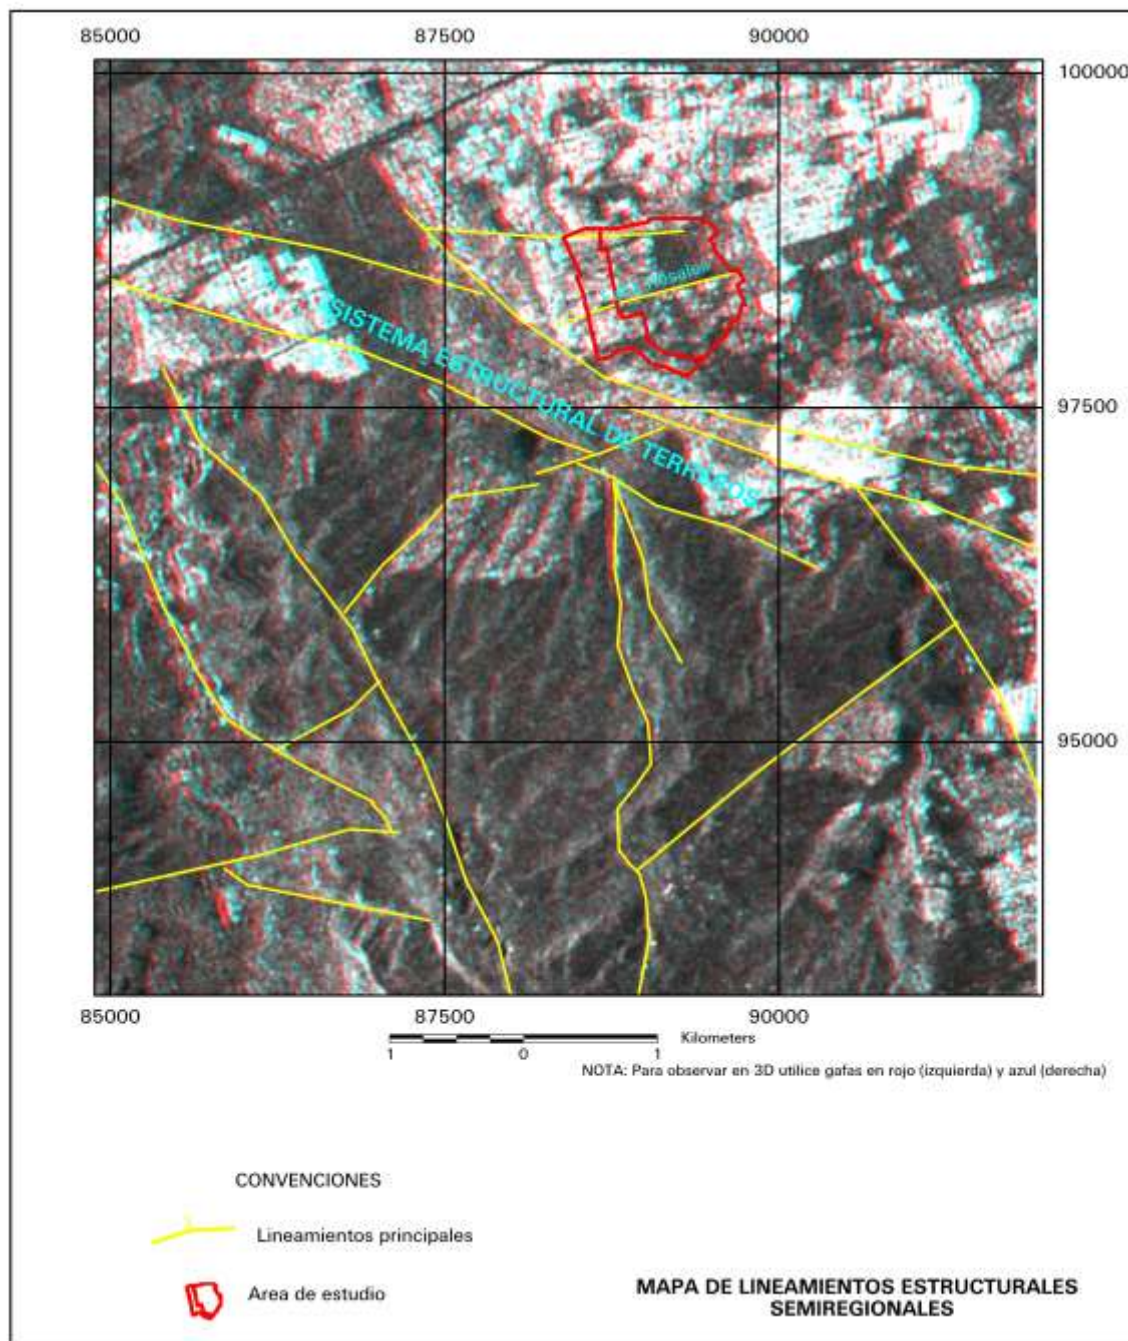 85000 87500 90000
100000
SISTEMA ESTRUCTURAL DE TERREROS
97500
95000
85000 87500 90000
Kilometers
1 0 1
NOTA: Para observar en 3D utilice gafas en rojo (izquierda) y azul (derecha)
CONVENCIONES
Lineamientos principales
Area de estudio
MAPA DE LINEAMIENTOS ESTRUCTURALES
SEMIREGIONALES